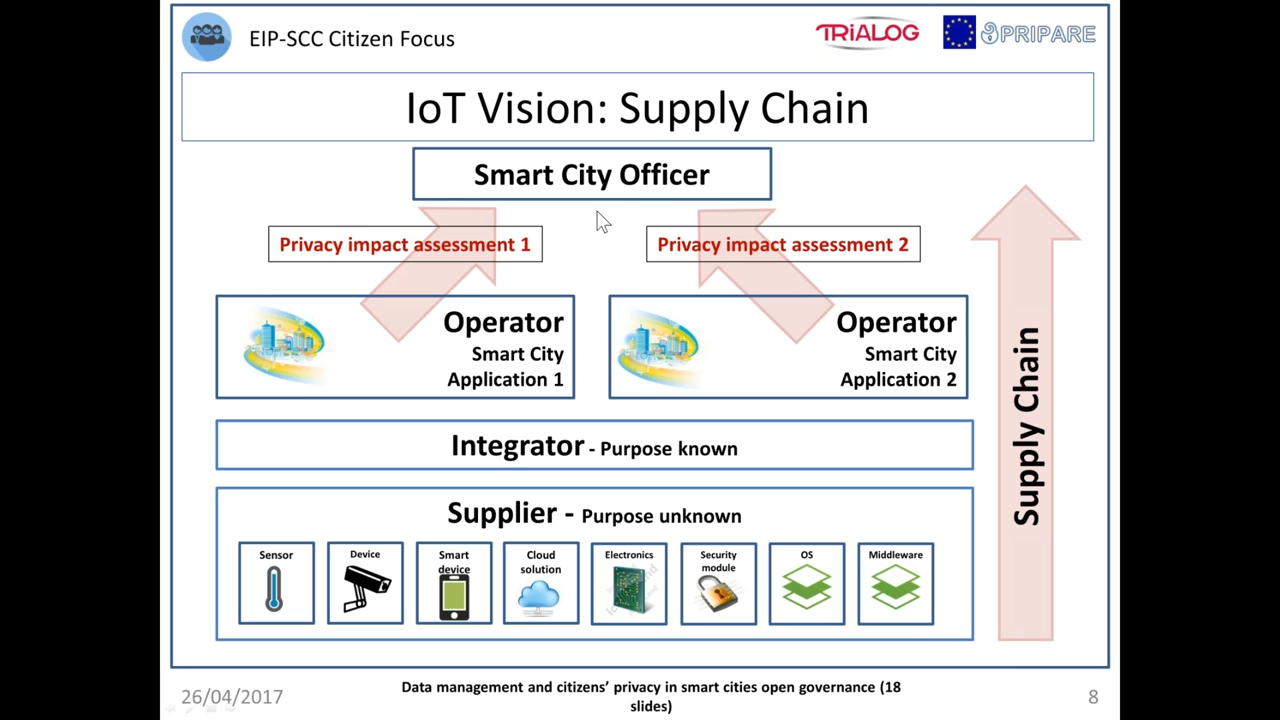 EIP-SCC Citizen Focus
TRIALOG
PRIPARE
IoT Vision: Supply Chain
Smart City Officer
Privacy impact assessment 1
Privacy impact assessment 2
Operator
Smart City
Application 1
Operator
Smart City
Application 2
Integrator - Purpose known
Supplier - Purpose unknown
Sensor
Device
Smart
device
Cloud
solution
Electronics
Security
module
OS
Middleware
Supply Chain
26/04/2017
Data management and citizens’ privacy in smart cities open governance (18
slides)
8